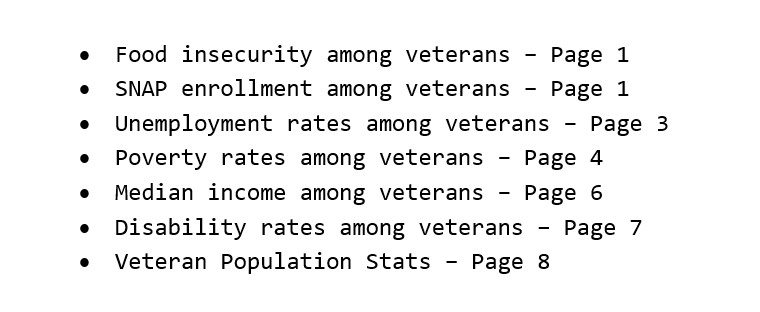 • Food insecurity among veterans – Page 1
• SNAP enrollment among veterans – Page 1
• Unemployment rates among veterans – Page 3
• Poverty rates among veterans – Page 4
• Median income among veterans – Page 6
• Disability rates among veterans – Page 7
• Veteran Population Stats – Page 8